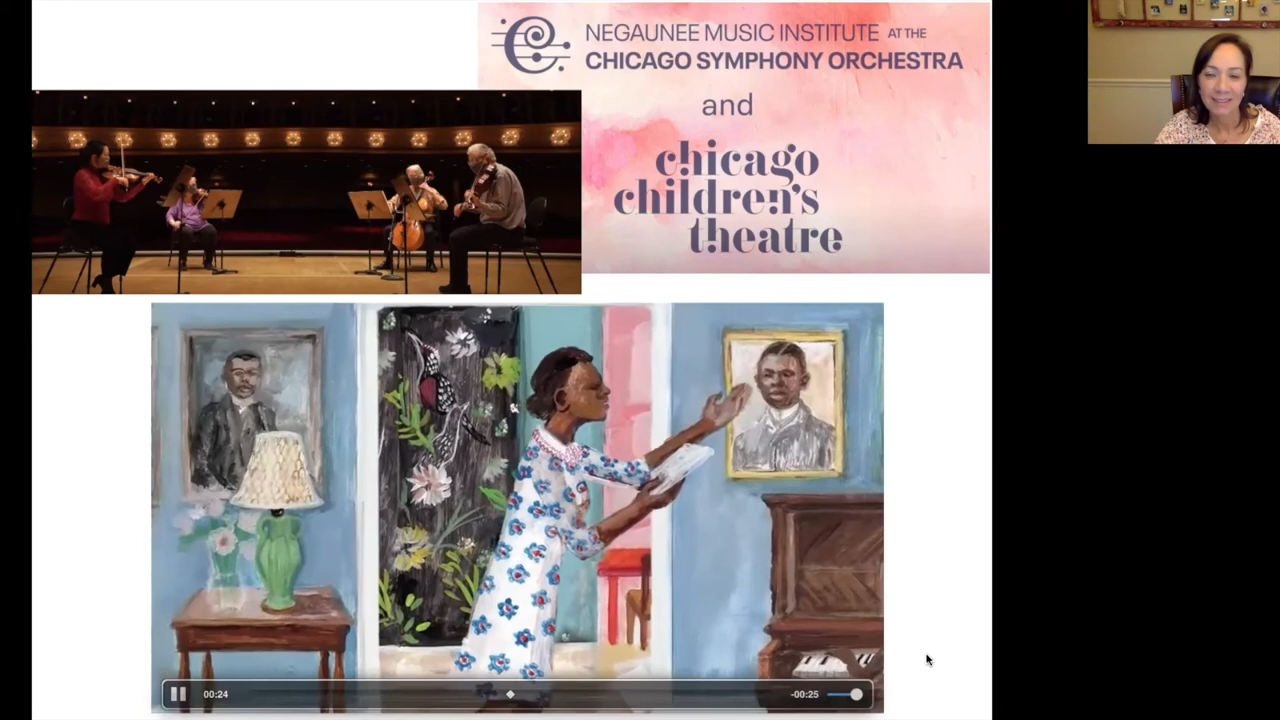 NEGAUNEE MUSIC INSTITUTE AT THE
CHICAGO SYMPHONY ORCHESTRA
and
chicago
children's
theatre
00:24
-00:25